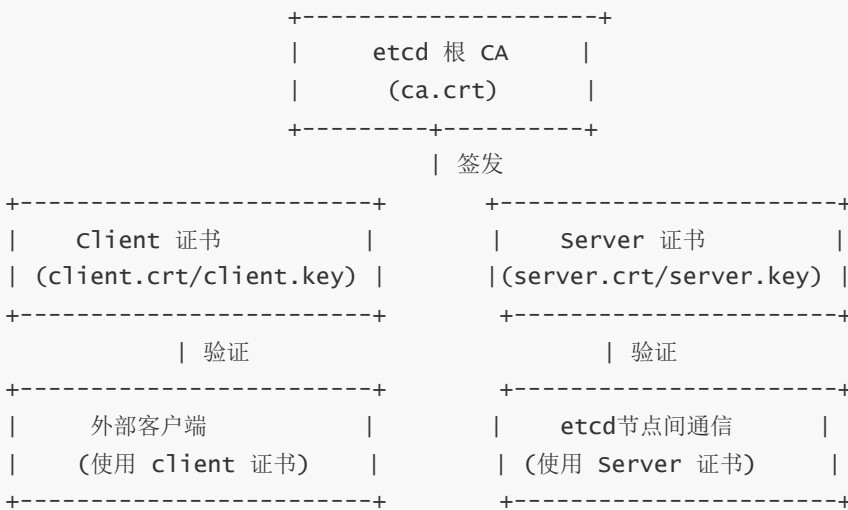 etcd 根 CA
(ca.crt)
签发
Client 证书
Server 证书
(client.crt/client.key)
(server.crt/server.key)
验证
验证
外部客户端
etcd节点间通信
(使用 client 证书)
(使用 Server 证书)